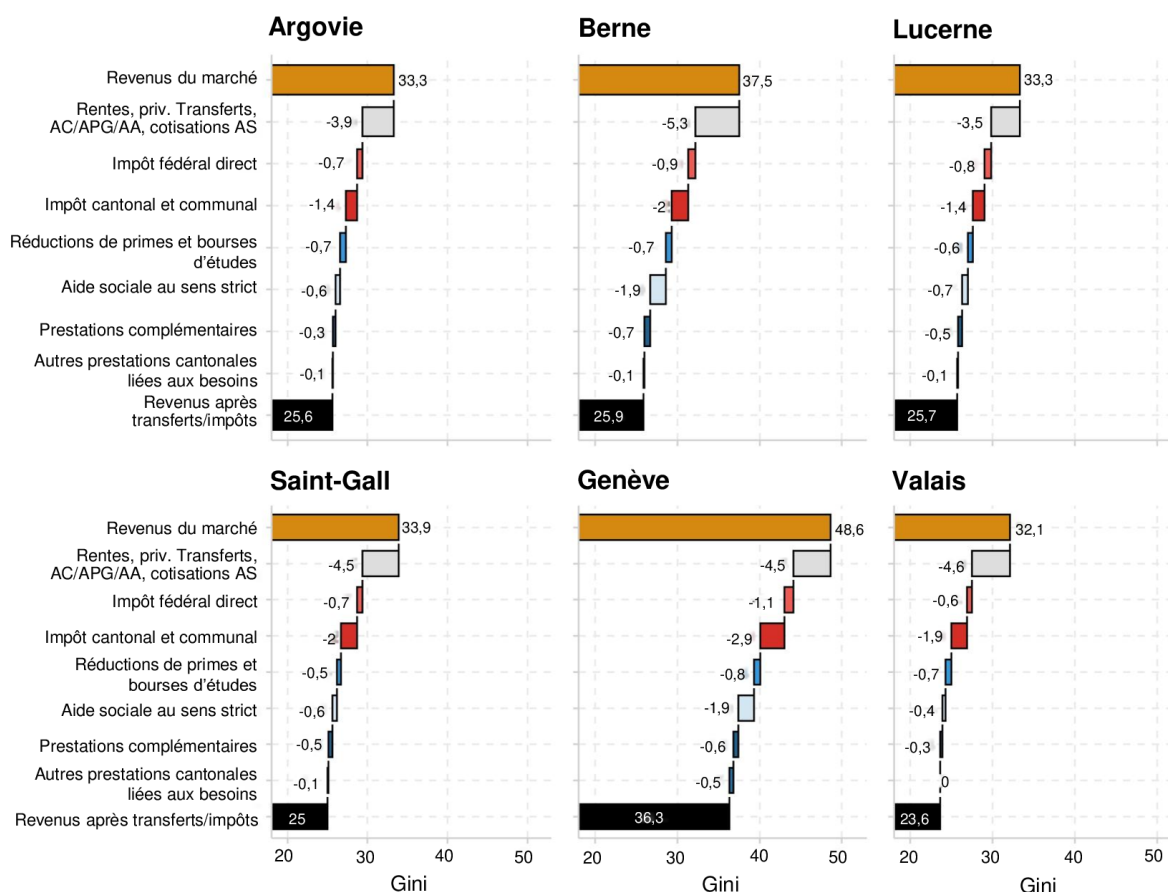 Argovie
Berne
Lucerne
Revenus du marché
33,3
37,5
33,3
Rentes, priv. Transferts,
AC/APG/AA, cotisations AS
-3,9
-5,3
-3,5
Impôt fédéral direct
-0,7
-0,9
-0,8
Impôt cantonal et communal
-1,4
-2
-1,4
Réductions de primes et bourses
d'études
-0,7
-0,7
-0,6
Aide sociale au sens strict
-0,6
-1,9
-0,7
Prestations complémentaires
-0,3
-0,7
-0,5
Autres prestations cantonales
liées aux besoins
-0,1
-0,1
-0,1
Revenus après
transferts/impôts
25,6
25,9
25,7
Saint-Gall
Genève
Valais
Revenus du marché
33,9
48,6
32,1
Rentes, priv. Transferts,
AC/APG/AA, cotisations AS
-4,5
-4,5
-4,6
Impôt fédéral direct
-0,7
-1,1
-0,6
Impôt cantonal et communal
-2
-2,9
-1,9
Réductions de primes et
bourses d'études
-0,5
-0,8
-0,7
Aide sociale au sens strict
-0,6
-1,9
-0,4
Prestations complémentaires
-0,5
-0,6
-0,3
Autres prestations cantonales
liées aux besoins
-0,1
-0,5
0
Revenus après transferts/impôts
25
36,3
23,6
20 30 40 50
20 30 40 50
20 30 40 50
Gini
Gini
Gini